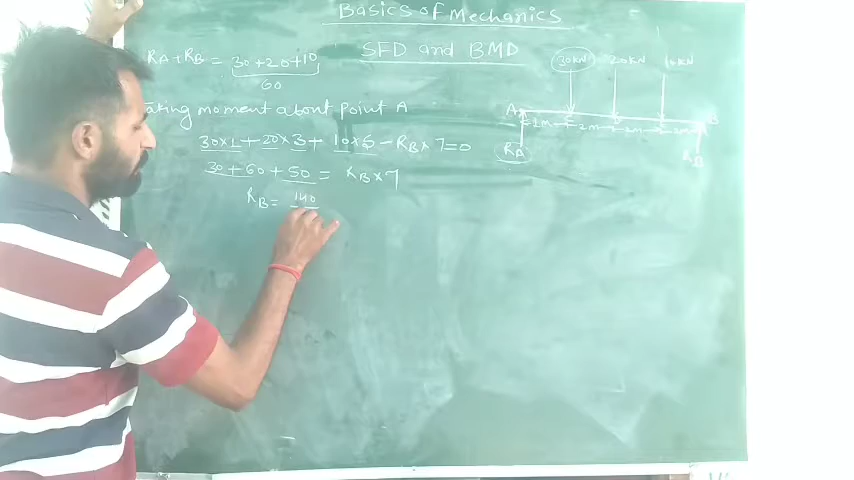 Basics of Mechanics
SFD and BMD
RA + RB = 30+20+10
60
aking moment about point A
30×1 + 20×3 + 10×5 - RB × 7 = 0
30 + 60 + 50 = RB × 7
RB = 140
30KN 20KN 10KN
A B
1m 2m 2m 2m
RA RB